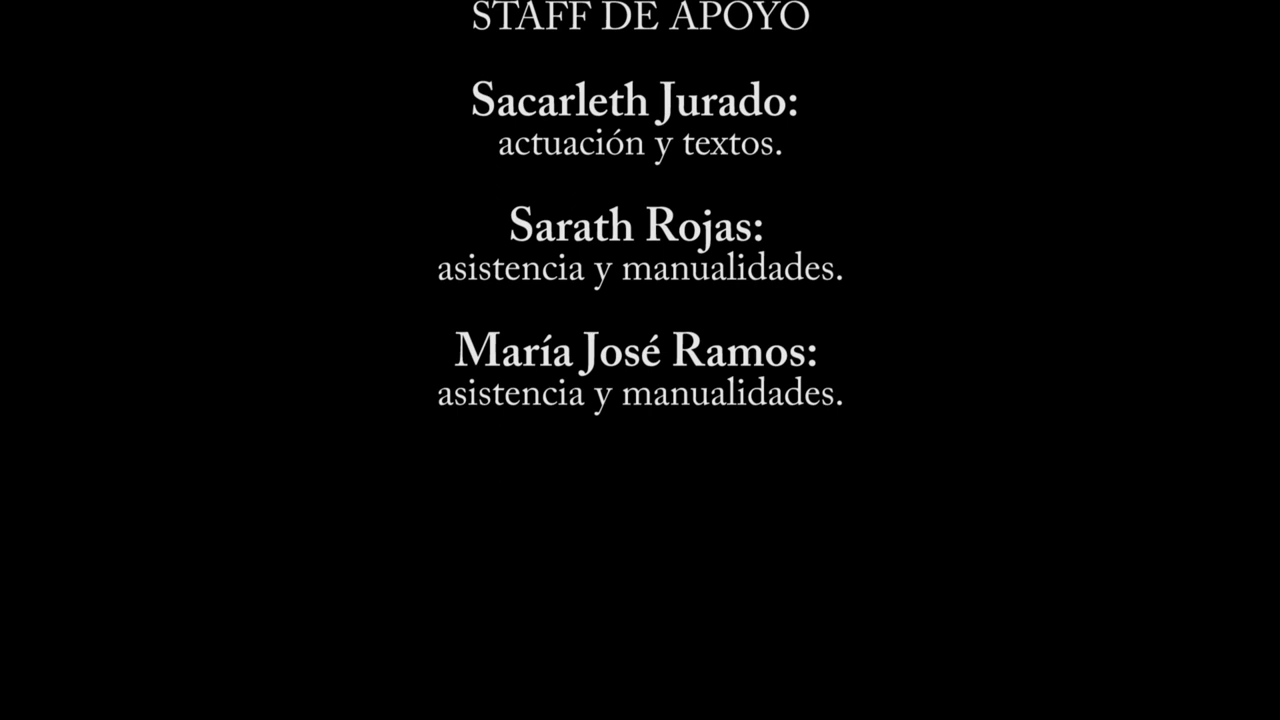 STAFF DE APOYO
Sacarleth Jurado:
actuación y textos.
Sarath Rojas:
asistencia y manualidades.
María José Ramos:
asistencia y manualidades.